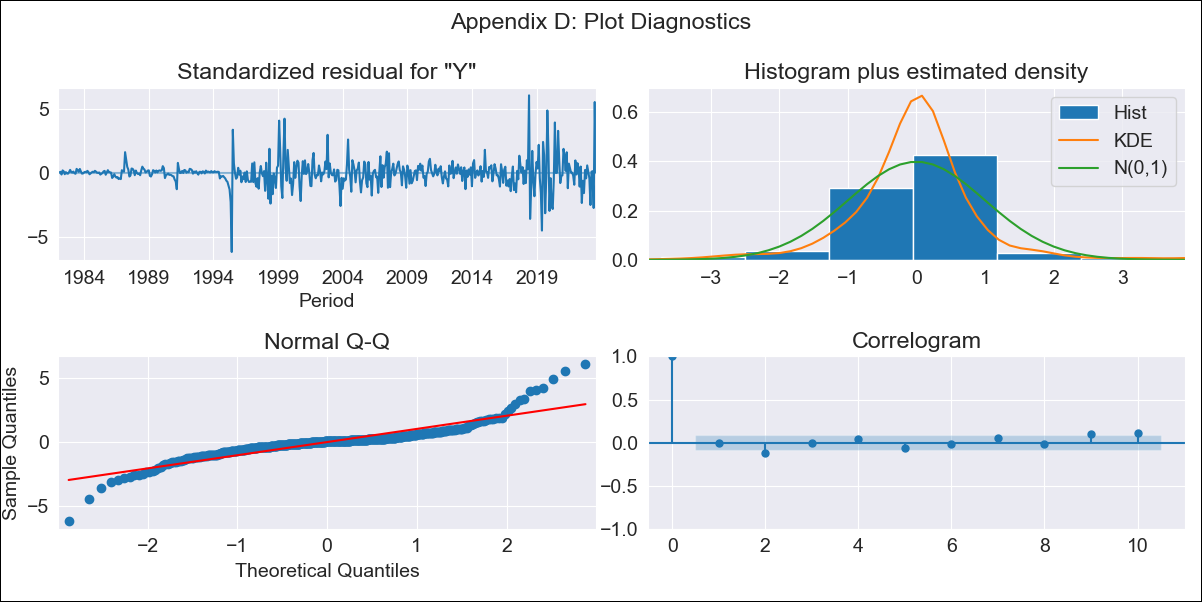 Appendix D: Plot Diagnostics
Standardized residual for "Y"
5
0
−5
1984 1989 1994 1999 2004 2009 2014 2019
Period
Histogram plus estimated density
0.6
0.4
0.2
0.0
Hist
KDE
N(0,1)
−3 −2 −1 0 1 2 3
Normal Q-Q
Sample Quantiles
5
0
−5
−2 −1 0 1 2
Theoretical Quantiles
Correlogram
1.0
0.5
0.0
−0.5
−1.0
0 2 4 6 8 10